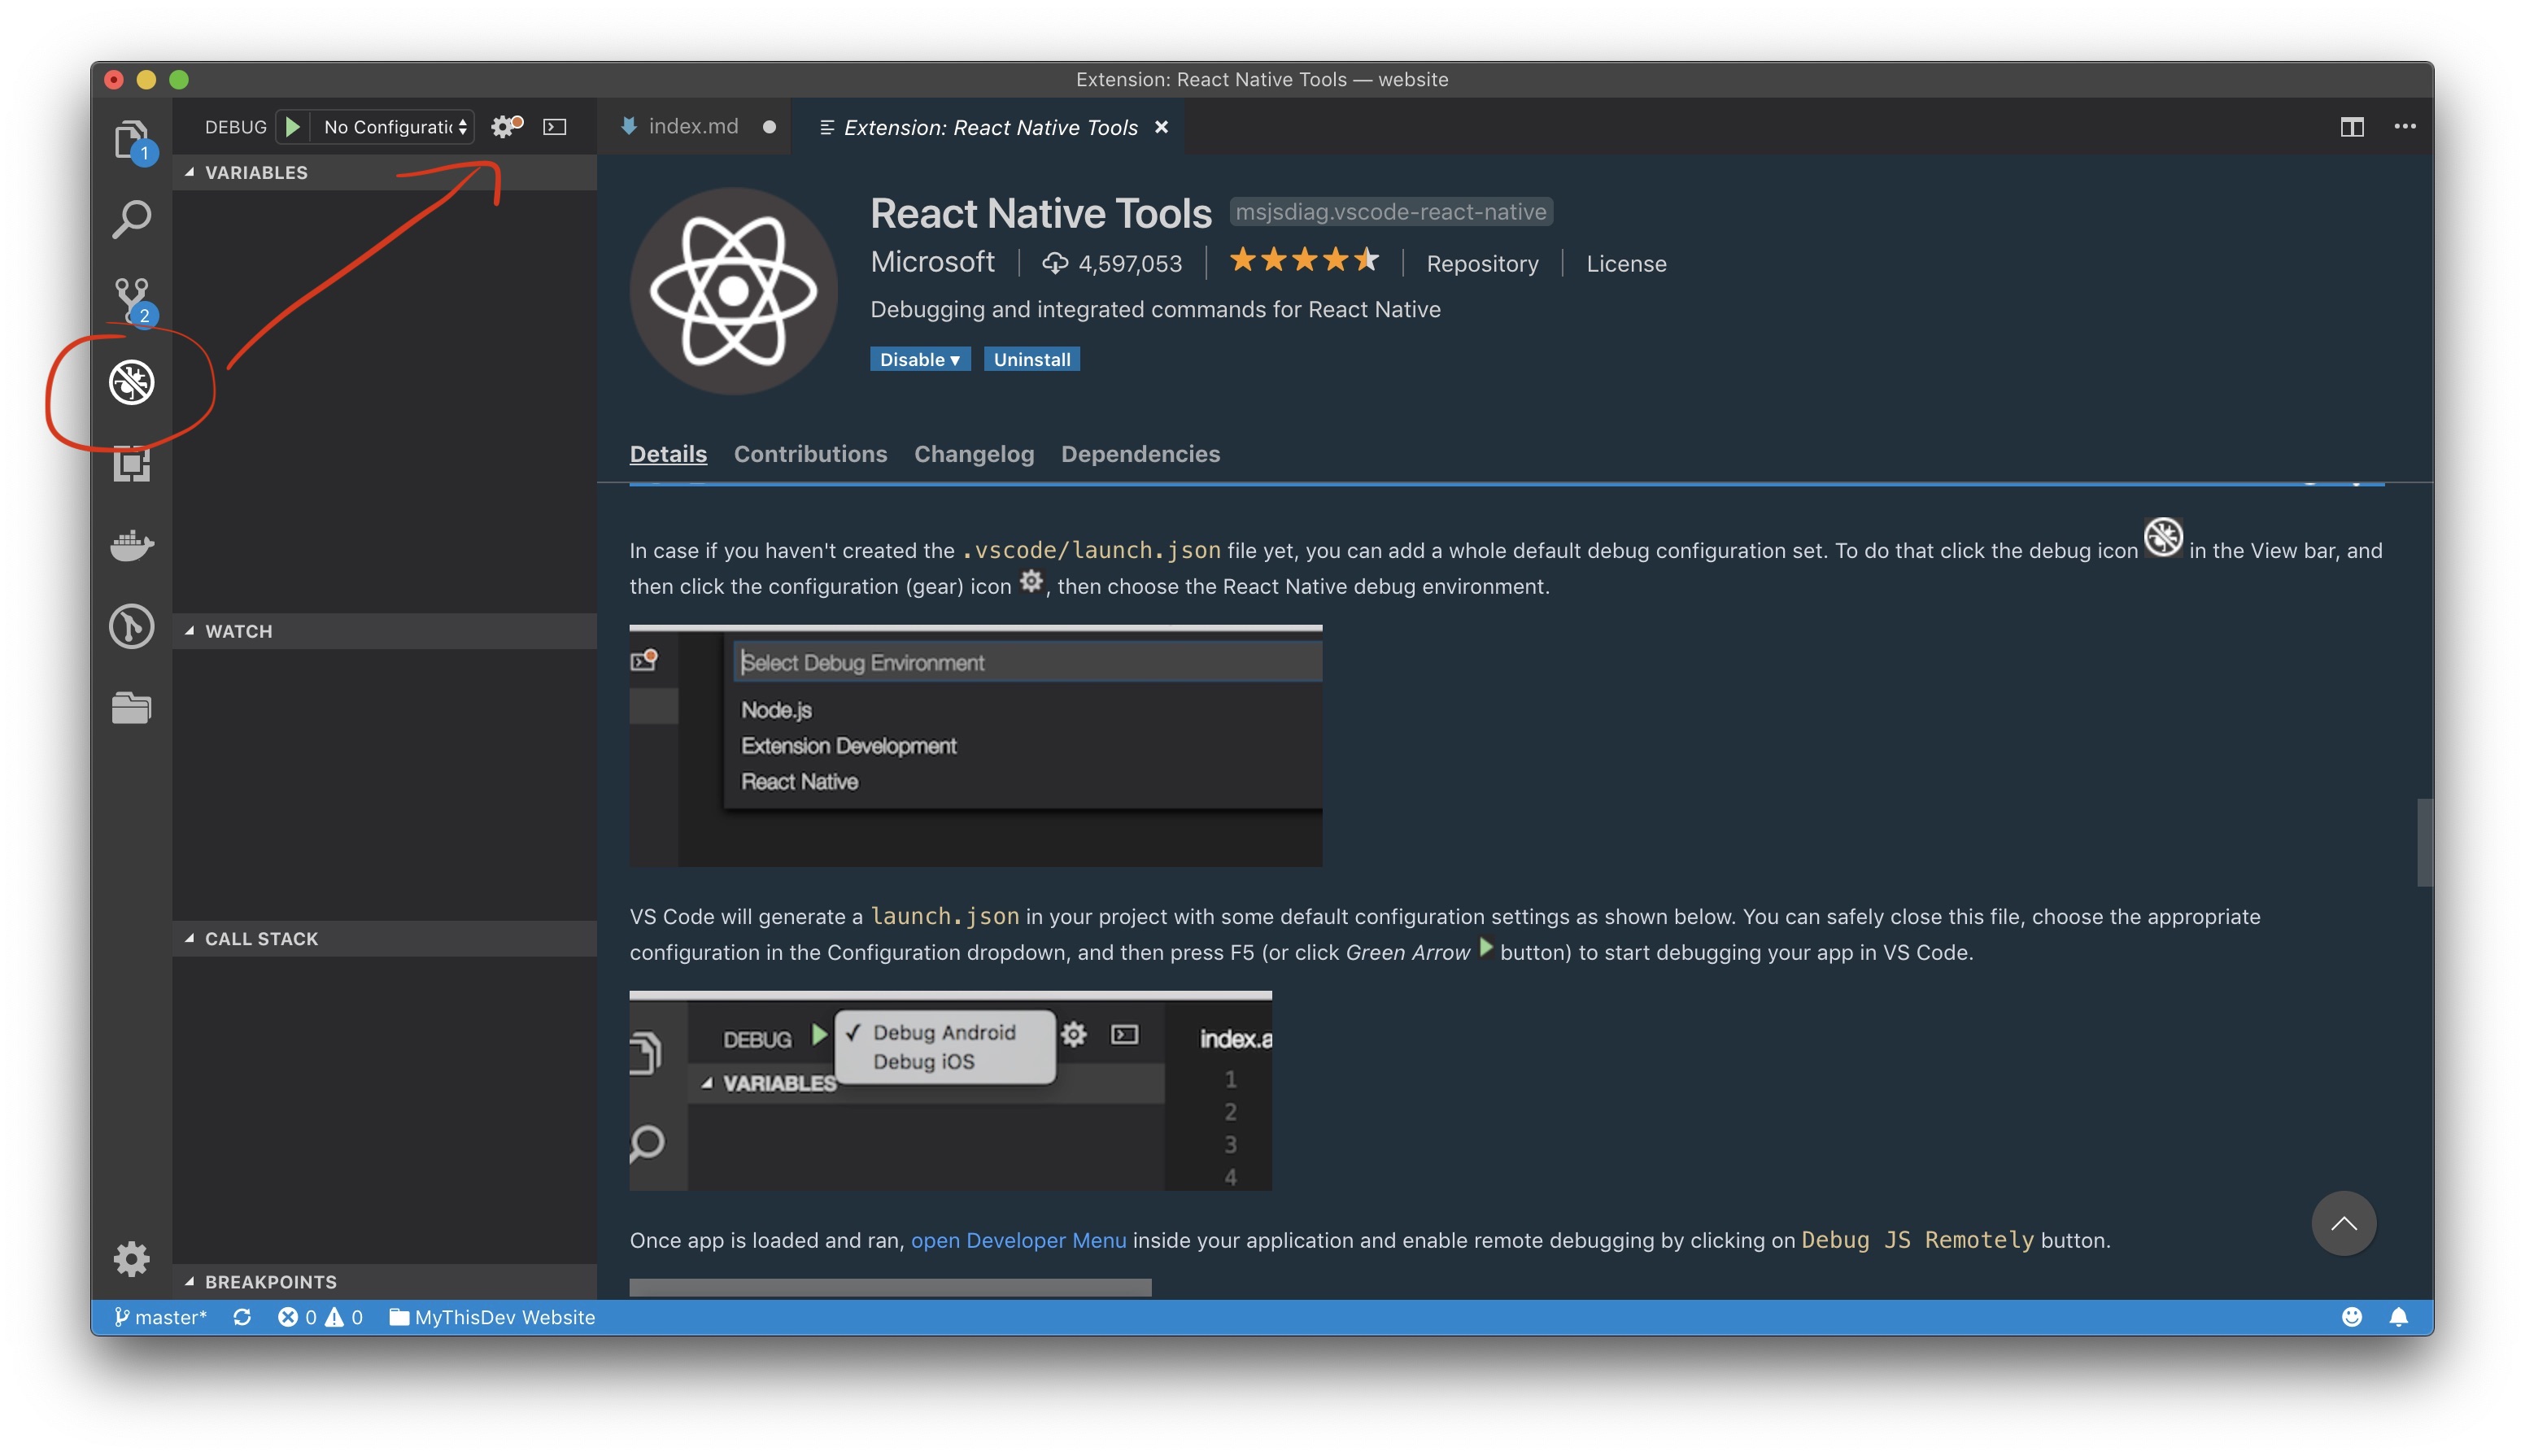 Extension: React Native Tools — website
DEBUG No Configuratic
index.md
Extension: React Native Tools
1
VARIABLES
2
React Native Tools msjsdiag.vscode-react-native
Microsoft 4,597,053 Repository License
Debugging and integrated commands for React Native
Disable Uninstall
Details Contributions Changelog Dependencies
In case if you haven't created the .vscode/launch.json file yet, you can add a whole default debug configuration set. To do that click the debug icon in the View bar, and
then click the configuration (gear) icon , then choose the React Native debug environment.
Select Debug Environment
Node.js
Extension Development
React Native
WATCH
VS Code will generate a launch.json in your project with some default configuration settings as shown below. You can safely close this file, choose the appropriate
configuration in the Configuration dropdown, and then press F5 (or click Green Arrow button) to start debugging your app in VS Code.
CALL STACK
DEBUG Debug Android index.a
Debug iOS
VARIABLES
1
2
3
4
Once app is loaded and ran, open Developer Menu inside your application and enable remote debugging by clicking on Debug JS Remotely button.
BREAKPOINTS
master* 0 0 MyThisDev Website